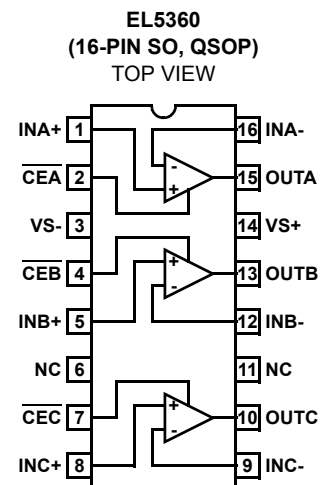 EL5360
(16-PIN SO, QSOP)
TOP VIEW
INA+ 1 16 INA-
CEA 2 - + 15 OUTA
VS- 3 14 VS+
CEB 4 + - 13 OUTB
INB+ 5 12 INB-
NC 6 11 NC
CEC 7 + - 10 OUTC
INC+ 8 9 INC-